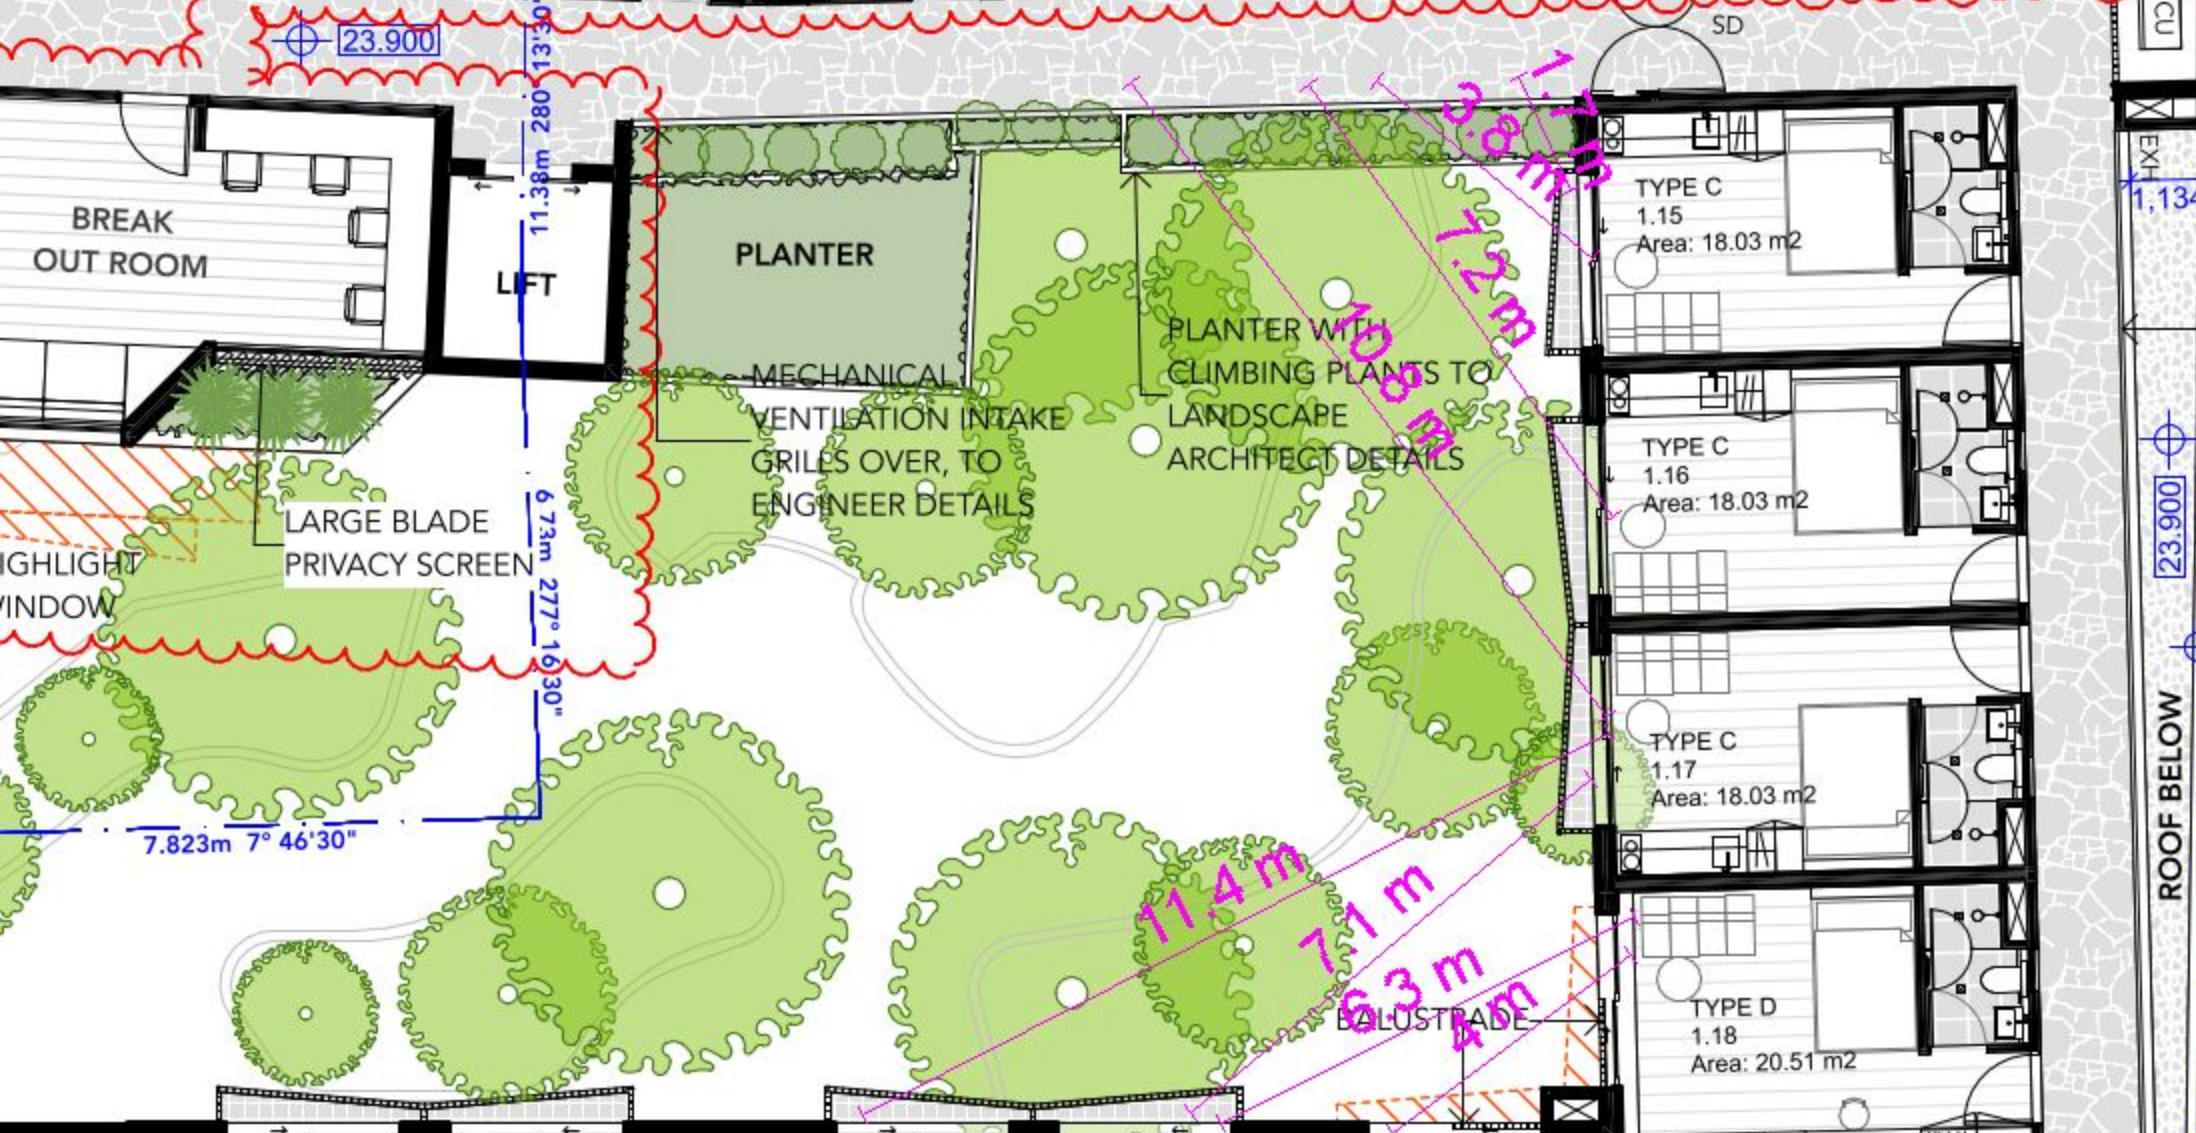 SD
CU
23.900
11.38m 280° 13'30"
1.7 m
3.8 m
7.2 m
10.8 m
EXH
1,134
BREAK
OUT ROOM
LIFT
PLANTER
TYPE C
1.15
Area: 18.03 m2
PLANTER WITH
CLIMBING PLANTS TO
LANDSCAPE
ARCHITECT DETAILS
MECHANICAL
VENTILATION INTAKE
GRILLS OVER, TO
ENGINEER DETAILS
TYPE C
1.16
Area: 18.03 m2
LARGE BLADE
PRIVACY SCREEN
IGHLIGHT
INDOW
6.73m 277° 16'30"
23.900
TYPE C
1.17
Area: 18.03 m2
ROOF BELOW
7.823m 7° 46'30"
11.4 m
7.1 m
6.3 m
4 m
BALUSTRADE
TYPE D
1.18
Area: 20.51 m2